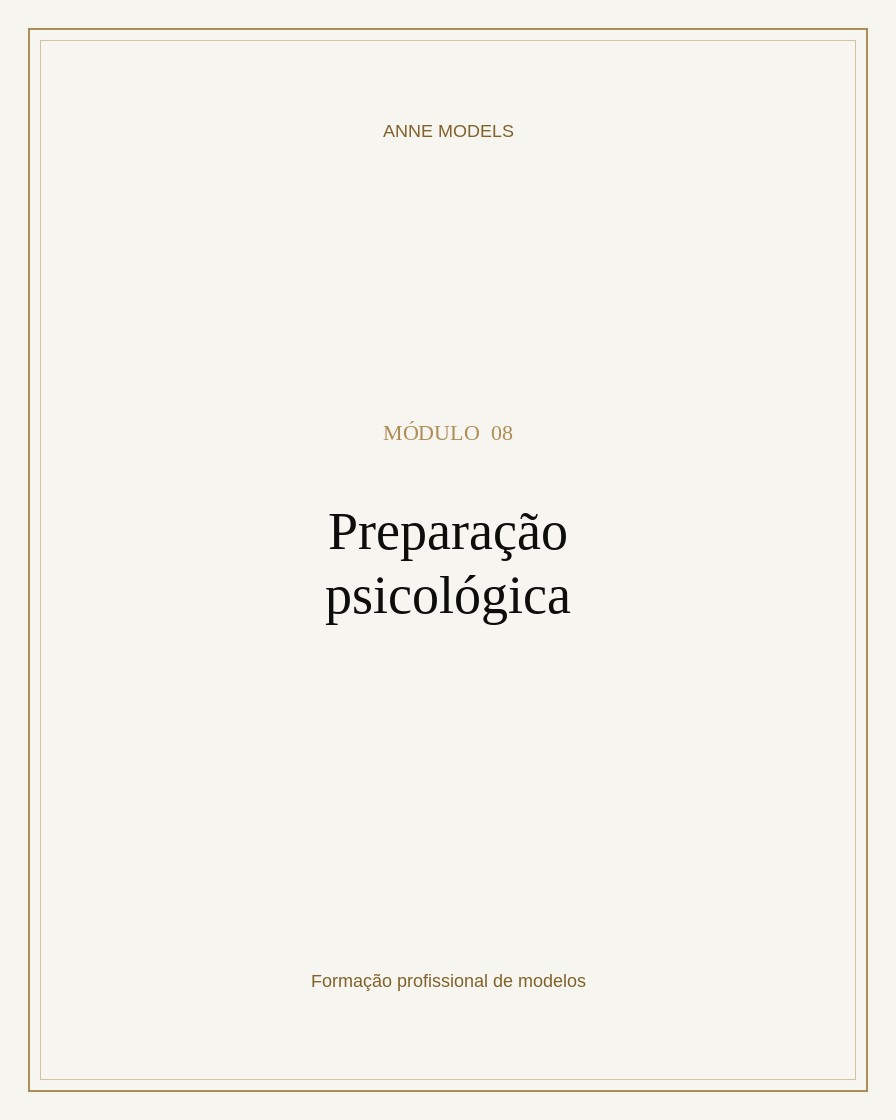 ANNE MODELS
MÓDULO 08
Preparação
psicológica
Formação profissional de modelos